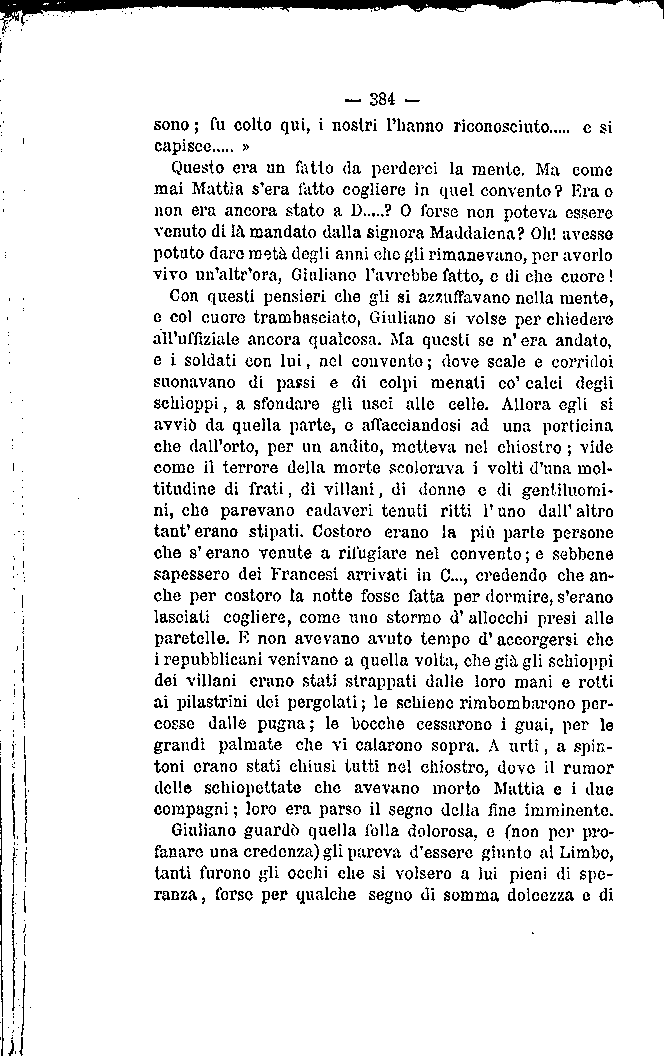 — 384 —
sono; fu colto qui, i nostri l'hanno riconosciuto..... e si
capisce..... »
Questo era un fatto da perderci la mente. Ma come
mai Mattia s'era fatto cogliere in quel convento? Era o
non era ancora stato a D.....? O forse non poteva essere
venuto di là mandato dalla signora Maddalena? Oh! avesse
potuto dare metà degli anni che gli rimanevano, per averlo
vivo un'altr'ora, Giuliano l'avrebbe fatto, e di che cuore!
Con questi pensieri che gli si azzuffavano nella mente,
e col cuore trambasciato, Giuliano si volse per chiedere
all'uffiziale ancora qualcosa. Ma questi se n' era andato,
e i soldati con lui, nel convento; dove scale e corridoi
suonavano di passi e di colpi menati co' calci degli
schioppi, a sfondare gli usci alle celle. Allora egli si
avviò da quella parte, e affacciandosi ad una porticina
che dall'orto, per un andito, metteva nel chiostro; vide
come il terrore della morte scolorava i volti d'una mol-
titudine di frati, di villani, di donne e di gentiluomi-
ni, che parevano cadaveri tenuti ritti l' uno dall' altro
tant' erano stipati. Costoro erano la più parte persone
che s' erano venute a rifugiare nel convento; e sebbene
sapessero dei Francesi arrivati in C..., credendo che an-
che per costoro la notte fosse fatta per dormire, s'erano
lasciati cogliere, come uno stormo d' allocchi presi alle
paretelle. E non avevano avuto tempo d' accorgersi che
i repubblicani venivano a quella volta, che già gli schioppi
dei villani erano stati strappati dalle loro mani e rotti
ai pilastrini dei pergolati; le schiene rimbombarono per-
cosse dalle pugna; le bocche cessarono i guai, per le
grandi palmate che vi calarono sopra. A urti, a spin-
toni erano stati chiusi tutti nel chiostro, dove il rumor
delle schiopettate che avevano morto Mattia e i due
compagni; loro era parso il segno della fine imminente.
Giuliano guardò quella folla dolorosa, e (non per pro-
fanare una credenza) gli pareva d'essere giunto al Limbo,
tanti furono gli occhi che si volsero a lui pieni di spe-
ranza, forse per qualche segno di somma dolcezza e di